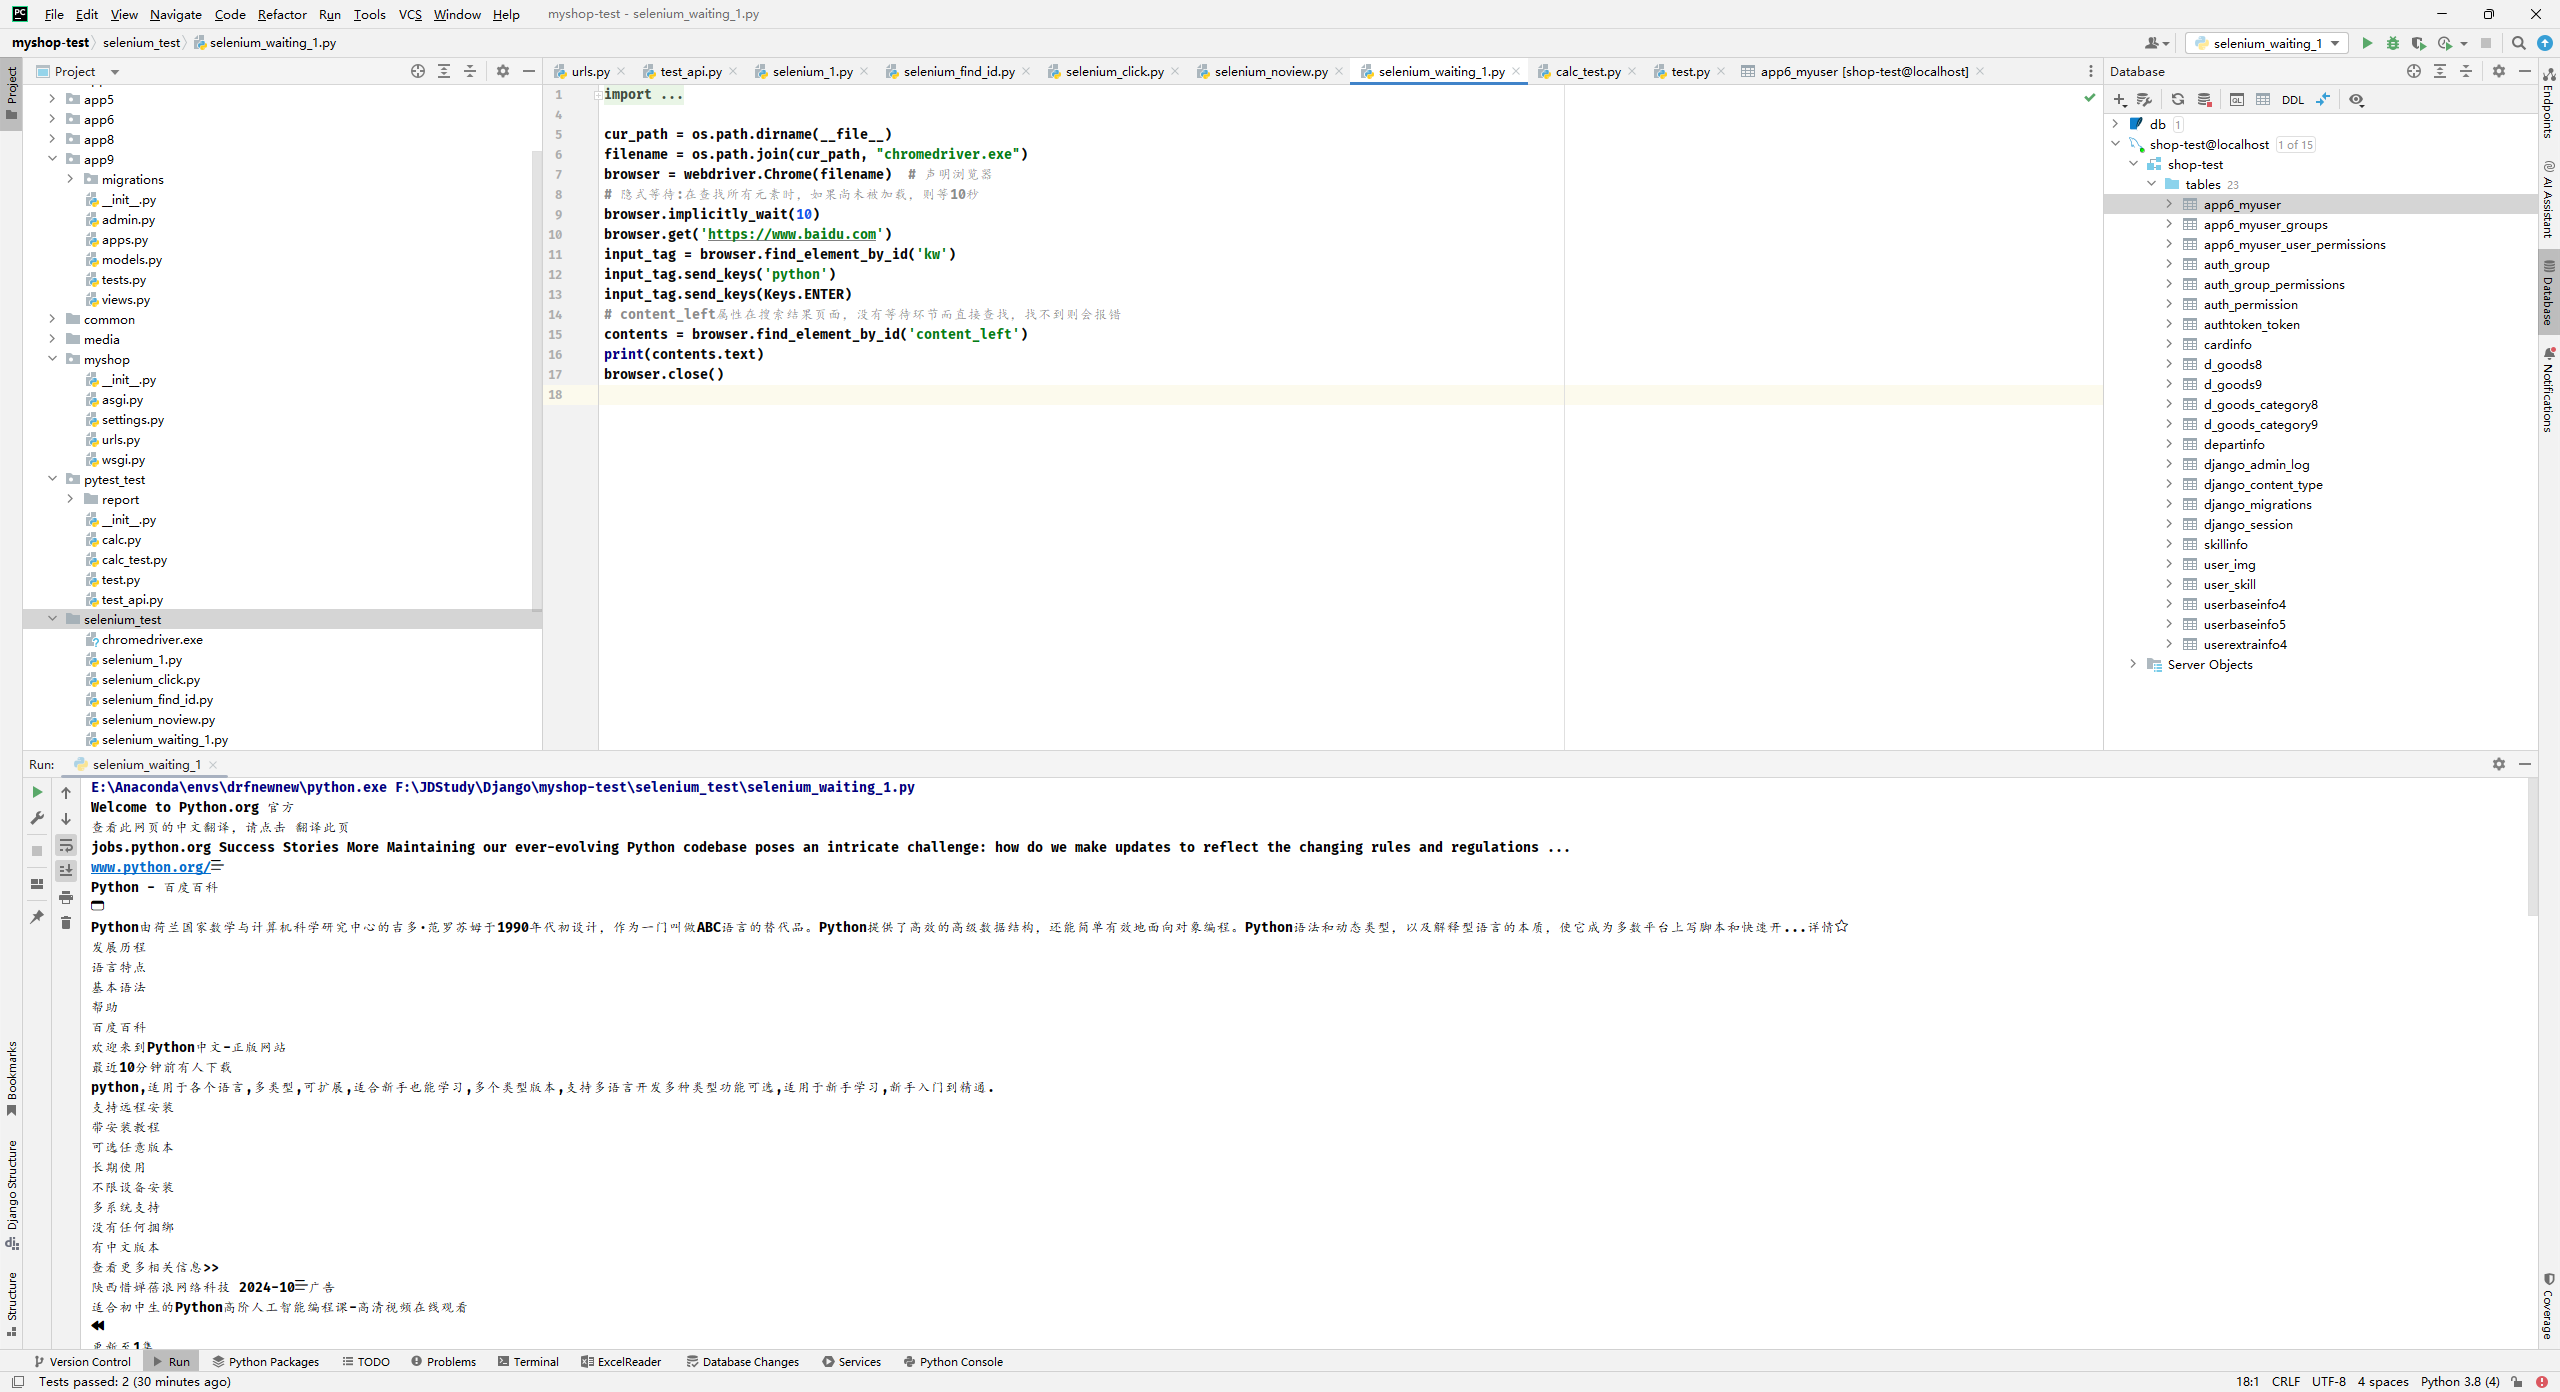 File Edit View Navigate Code Refactor Run Tools VCS Window Help myshop-test - selenium_waiting_1.py
myshop-test selenium_test selenium_waiting_1.py
selenium_waiting_1
Project
urls.py test_api.py selenium_1.py selenium_find_id.py selenium_click.py selenium_noview.py selenium_waiting_1.py calc_test.py test.py app6_myuser [shop-test@localhost]
Database
Project
app5
app6
app8
app9
migrations
__init__.py
admin.py
apps.py
models.py
tests.py
views.py
common
media
myshop
__init__.py
asgi.py
settings.py
urls.py
wsgi.py
pytest_test
report
__init__.py
calc.py
calc_test.py
test.py
test_api.py
selenium_test
chromedriver.exe
selenium_1.py
selenium_click.py
selenium_find_id.py
selenium_noview.py
selenium_waiting_1.py
1 import ...
4
5 cur_path = os.path.dirname(__file__)
6 filename = os.path.join(cur_path, "chromedriver.exe")
7 browser = webdriver.Chrome(filename)  # 声明浏览器
8 # 隐式等待:在查找所有元素时，如果尚未被加载，则等10秒
9 browser.implicitly_wait(10)
10 browser.get('https://www.baidu.com')
11 input_tag = browser.find_element_by_id('kw')
12 input_tag.send_keys('python')
13 input_tag.send_keys(Keys.ENTER)
14 # content_left属性在搜索结果页面，没有等待环节而直接查找，找不到则会报错
15 contents = browser.find_element_by_id('content_left')
16 print(contents.text)
17 browser.close()
18
DDL
db 1
shop-test@localhost 1 of 15
shop-test
tables 23
app6_myuser
app6_myuser_groups
app6_myuser_user_permissions
auth_group
auth_group_permissions
auth_permission
authtoken_token
cardinfo
d_goods8
d_goods9
d_goods_category8
d_goods_category9
departinfo
django_admin_log
django_content_type
django_migrations
django_session
skillinfo
user_img
user_skill
userbaseinfo4
userbaseinfo5
userextrainfo4
Server Objects
Endpoints
AI Assistant
Database
Notifications
Coverage
Run: selenium_waiting_1
E:\Anaconda\envs\drfnewnew\python.exe F:\JDStudy\Django\myshop-test\selenium_test\selenium_waiting_1.py
Welcome to Python.org 官方
查看此网页的中文翻译，请点击 翻译此页
jobs.python.org Success Stories More Maintaining our ever-evolving Python codebase poses an intricate challenge: how do we make updates to reflect the changing rules and regulations ...
www.python.org/
Python - 百度百科
Python由荷兰国家数学与计算机科学研究中心的吉多·范罗苏姆于1990年代初设计，作为一门叫做ABC语言的替代品。Python提供了高效的高级数据结构，还能简单有效地面向对象编程。Python语法和动态类型，以及解释型语言的本质，使它成为多数平台上写脚本和快速开...详情
发展历程
语言特点
基本语法
帮助
百度百科
欢迎来到Python中文-正版网站
最近10分钟前有人下载
python,适用于各个语言,多类型,可扩展,适合新手也能学习,多个类型版本,支持多语言开发多种类型功能可选,适用于新手学习,新手入门到精通.
支持远程安装
带安装教程
可选任意版本
长期使用
不限设备安装
多系统支持
没有任何捆绑
有中文版本
查看更多相关信息>>
陕西惜婵蓓浪网络科技 2024-10 广告
适合初中生的Python高阶人工智能编程课-高清视频在线观看
更新至1集
Bookmarks
Django Structure
Structure
Version Control Run Python Packages TODO Problems Terminal ExcelReader Database Changes Services Python Console
Tests passed: 2 (30 minutes ago)
18:1 CRLF UTF-8 4 spaces Python 3.8 (4)